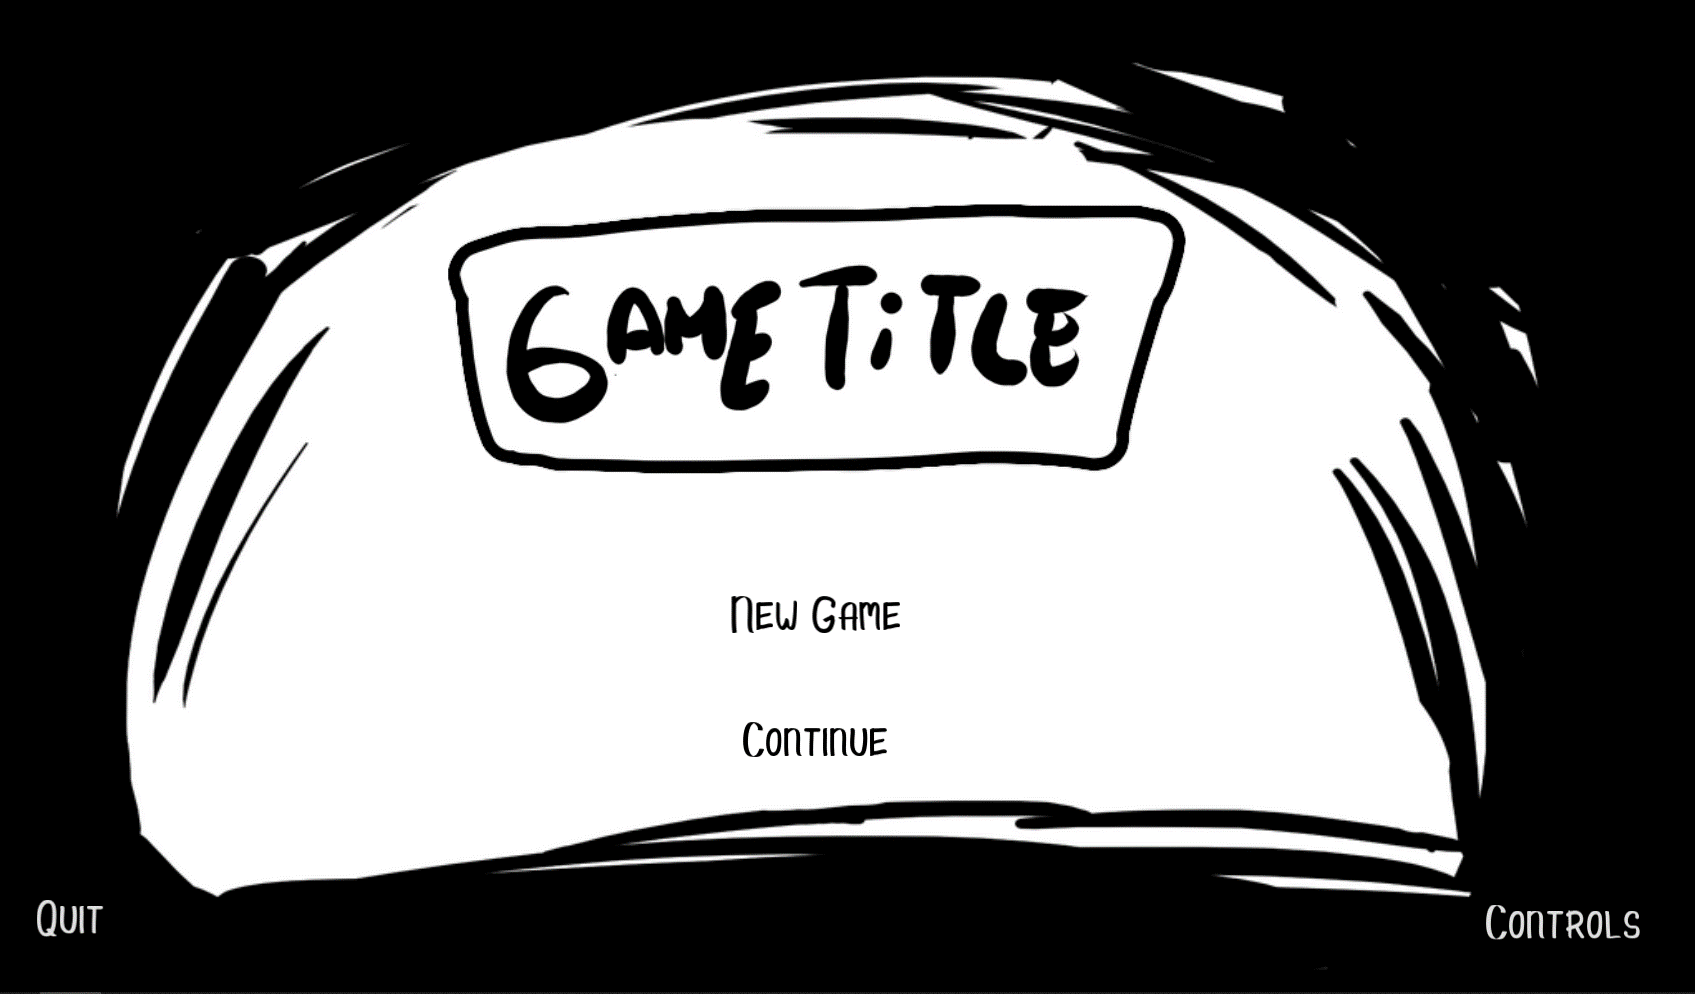 GAME TiTLE
NEW GAME
CONTINUE
QUIT
CONTROLS